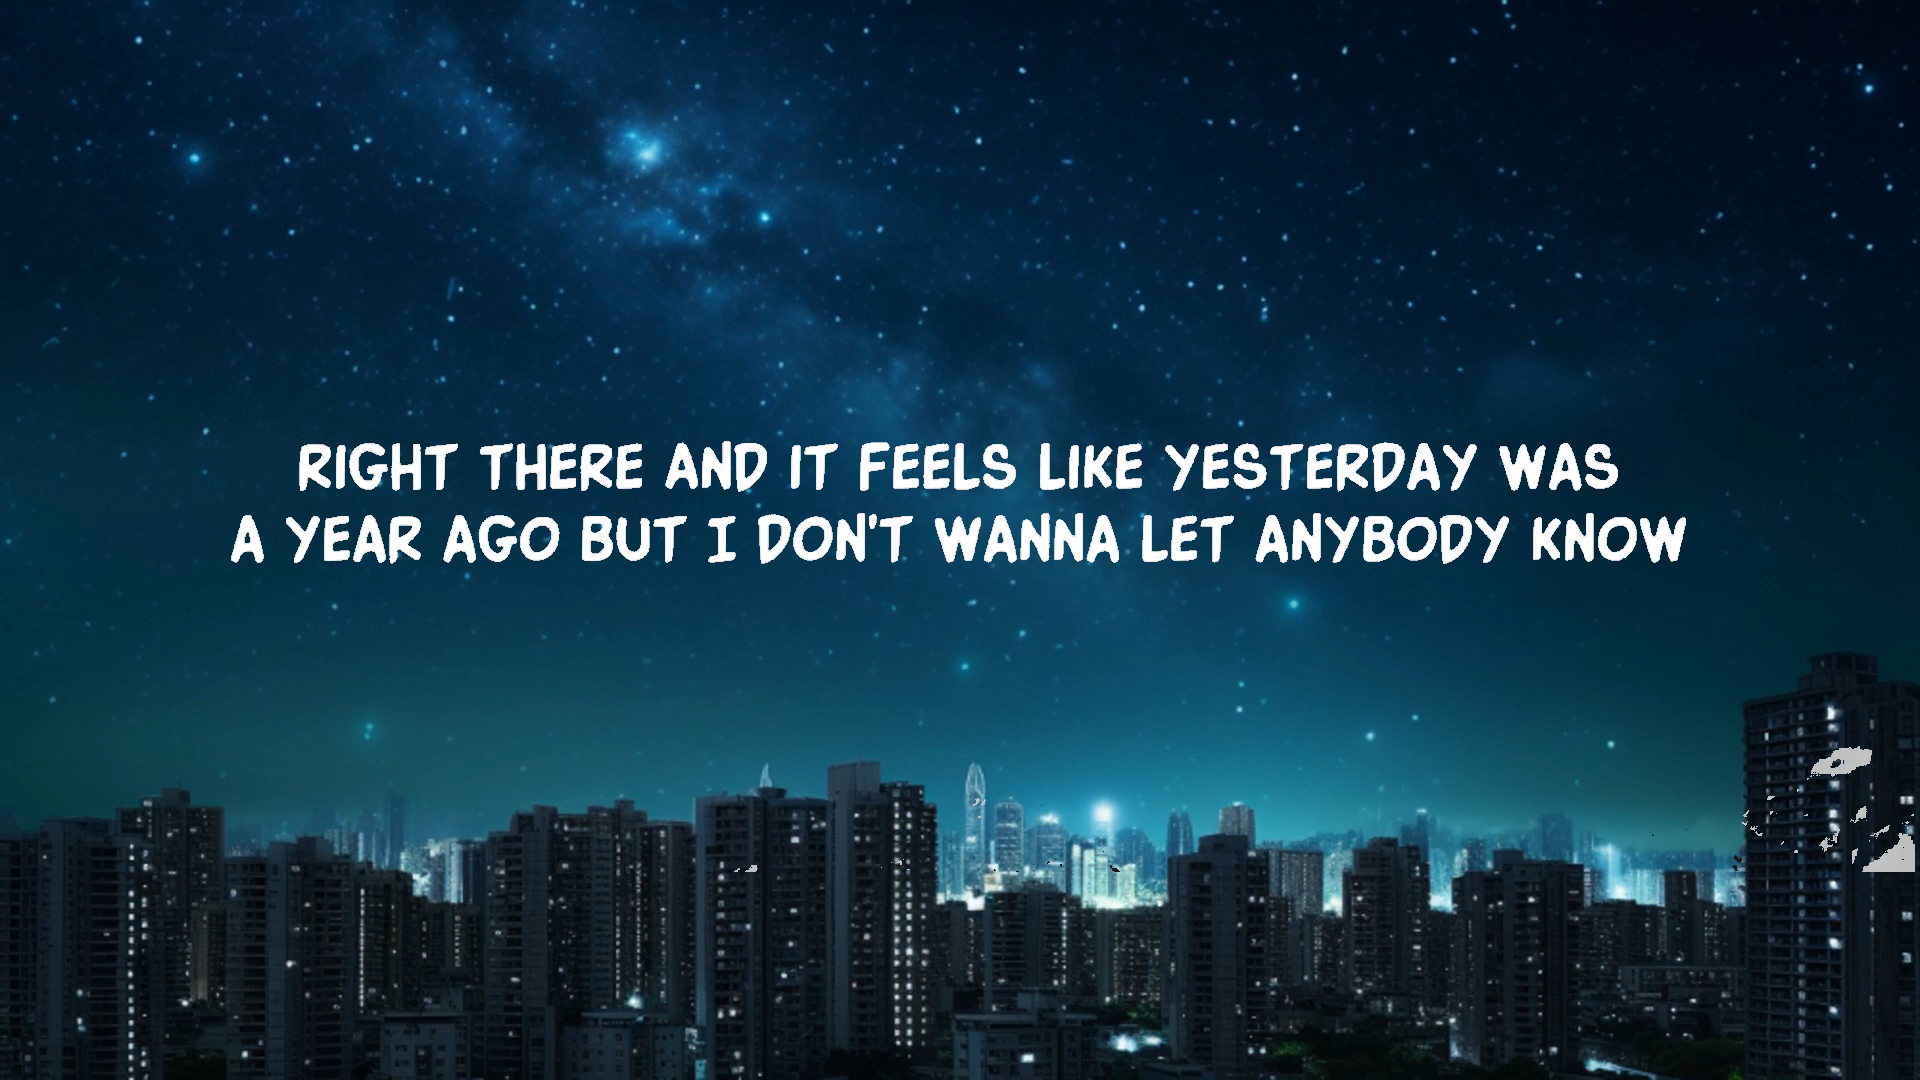 RIGHT THERE AND IT FEELS LIKE YESTERDAY WAS
A YEAR AGO BUT I DON'T WANNA LET ANYBODY KNOW